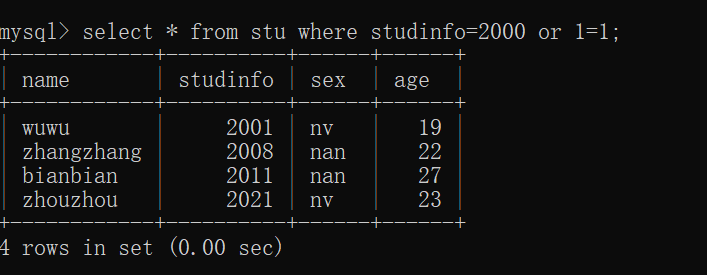 mysql> select * from stu where studinfo=2000 or 1=1;
+------------+----------+------+------+
| name       | studinfo | sex  | age  |
+------------+----------+------+------+
| wuwu       |     2001 | nv   |   19 |
| zhangzhang |     2008 | nan  |   22 |
| bianbian   |     2011 | nan  |   27 |
| zhouzhou   |     2021 | nv   |   23 |
+------------+----------+------+------+
4 rows in set (0.00 sec)